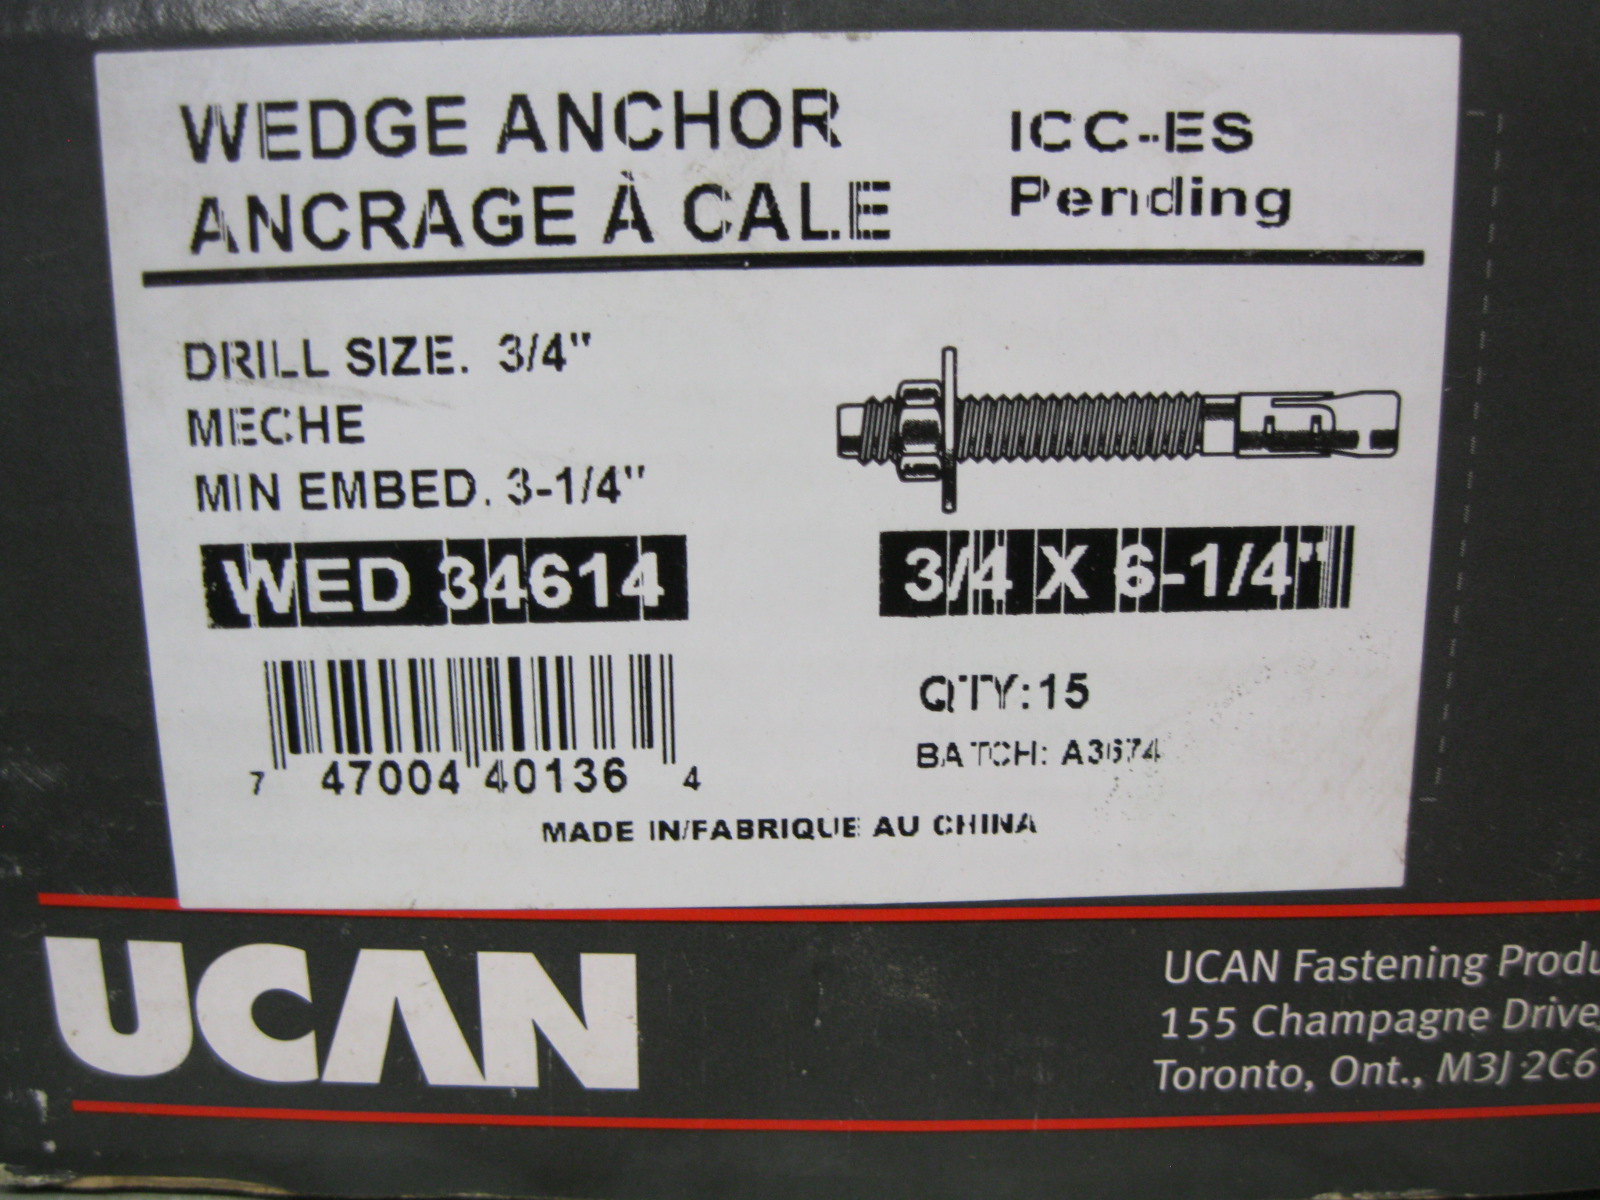 WEDGE ANCHOR
ANCRAGE À CALE
ICC-ES
Pending
DRILL SIZE. 3/4"
MECHE
MIN EMBED. 3-1/4"
WED 34614
3/4 X 6-1/4"
7 47004 40136 4
QTY:15
BATCH: A3674
MADE IN/FABRIQUE AU CHINA
UCAN
UCAN Fastening Produ
155 Champagne Drive,
Toronto, Ont., M3J 2C6